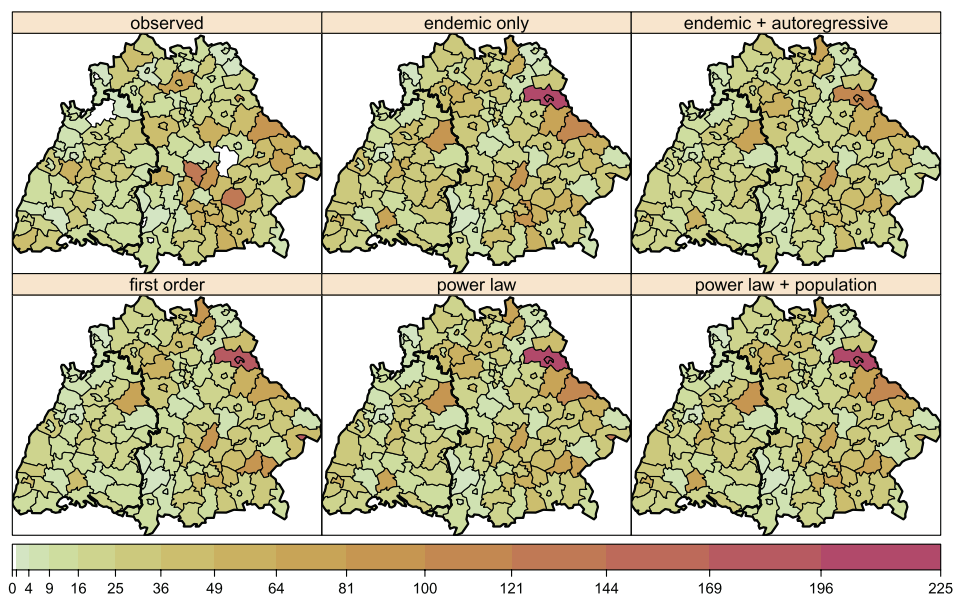 observed endemic only endemic + autoregressive
first order power law power law + population
0 4 9 16 25 36 49 64 81 100 121 144 169 196 225